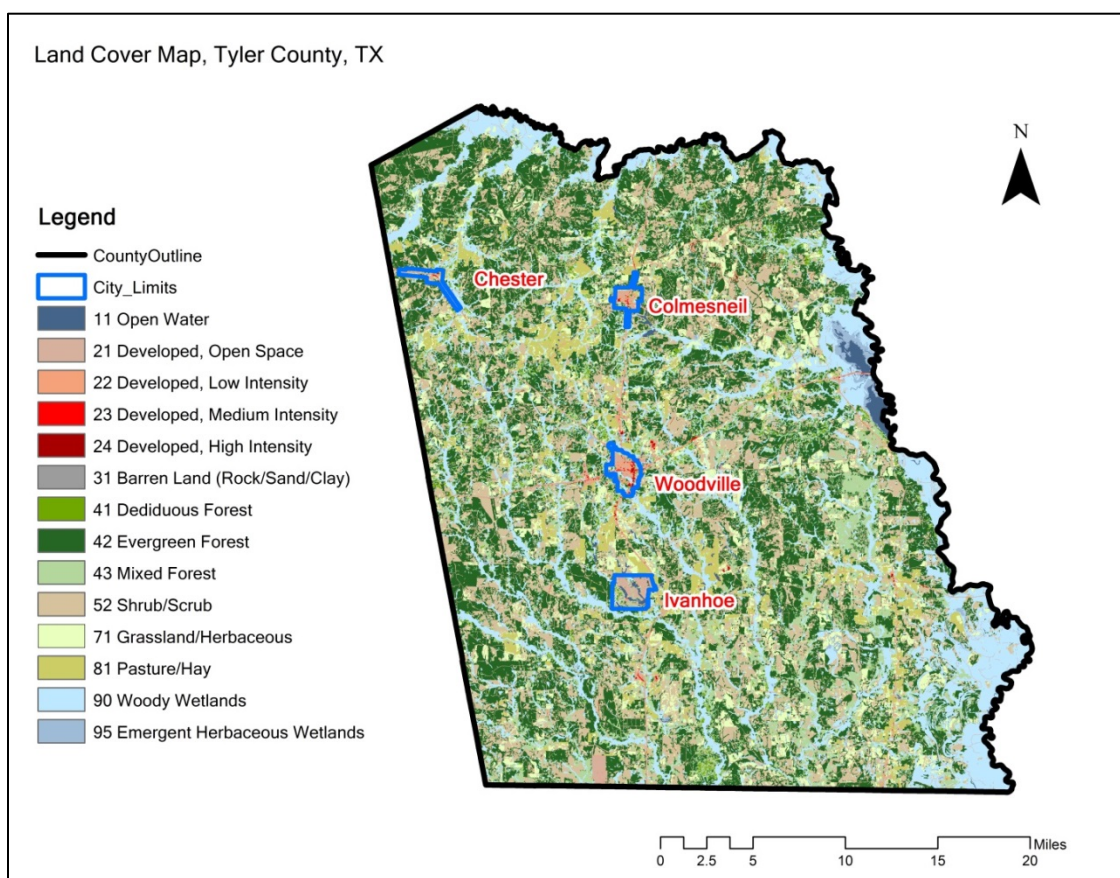 Land Cover Map, Tyler County, TX
N
Legend
CountyOutline
City_Limits
11 Open Water
21 Developed, Open Space
22 Developed, Low Intensity
23 Developed, Medium Intensity
24 Developed, High Intensity
31 Barren Land (Rock/Sand/Clay)
41 Dediduous Forest
42 Evergreen Forest
43 Mixed Forest
52 Shrub/Scrub
71 Grassland/Herbaceous
81 Pasture/Hay
90 Woody Wetlands
95 Emergent Herbaceous Wetlands
Chester
Colmesneil
Woodville
Ivanhoe
0 2.5 5 10 15 20 Miles